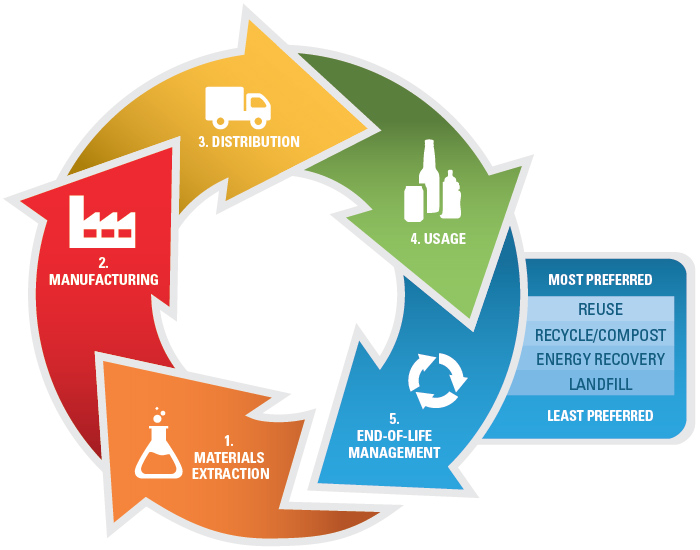 3. DISTRIBUTION
4. USAGE
2.
MANUFACTURING
MOST PREFERRED
REUSE
RECYCLE/COMPOST
ENERGY RECOVERY
LANDFILL
LEAST PREFERRED
5.
END-OF-LIFE
MANAGEMENT
1.
MATERIALS
EXTRACTION